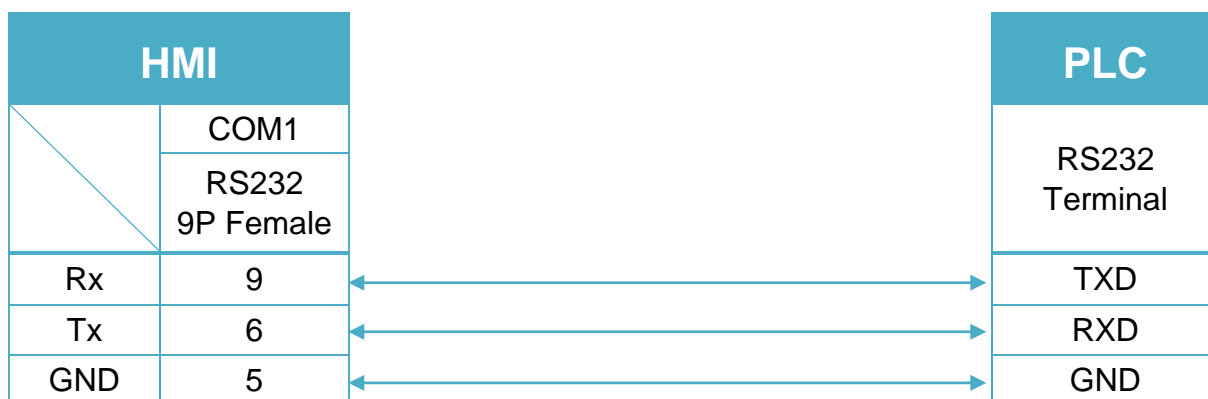 HMI PLC
COM1
RS232
9P Female
RS232
Terminal
Rx 9 TXD
Tx 6 RXD
GND 5 GND